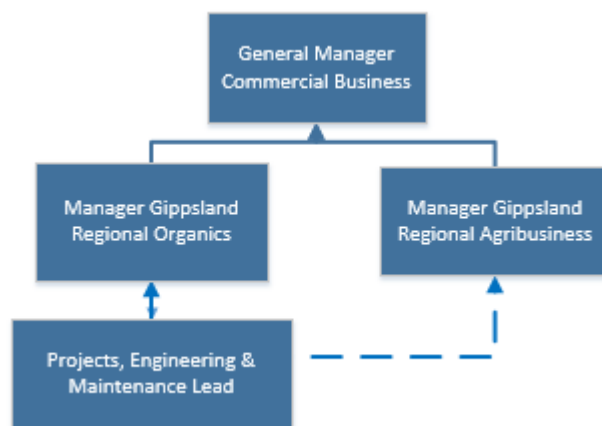 General Manager
Commercial Business
Manager Gippsland
Regional Organics
Manager Gippsland
Regional Agribusiness
Projects, Engineering &
Maintenance Lead